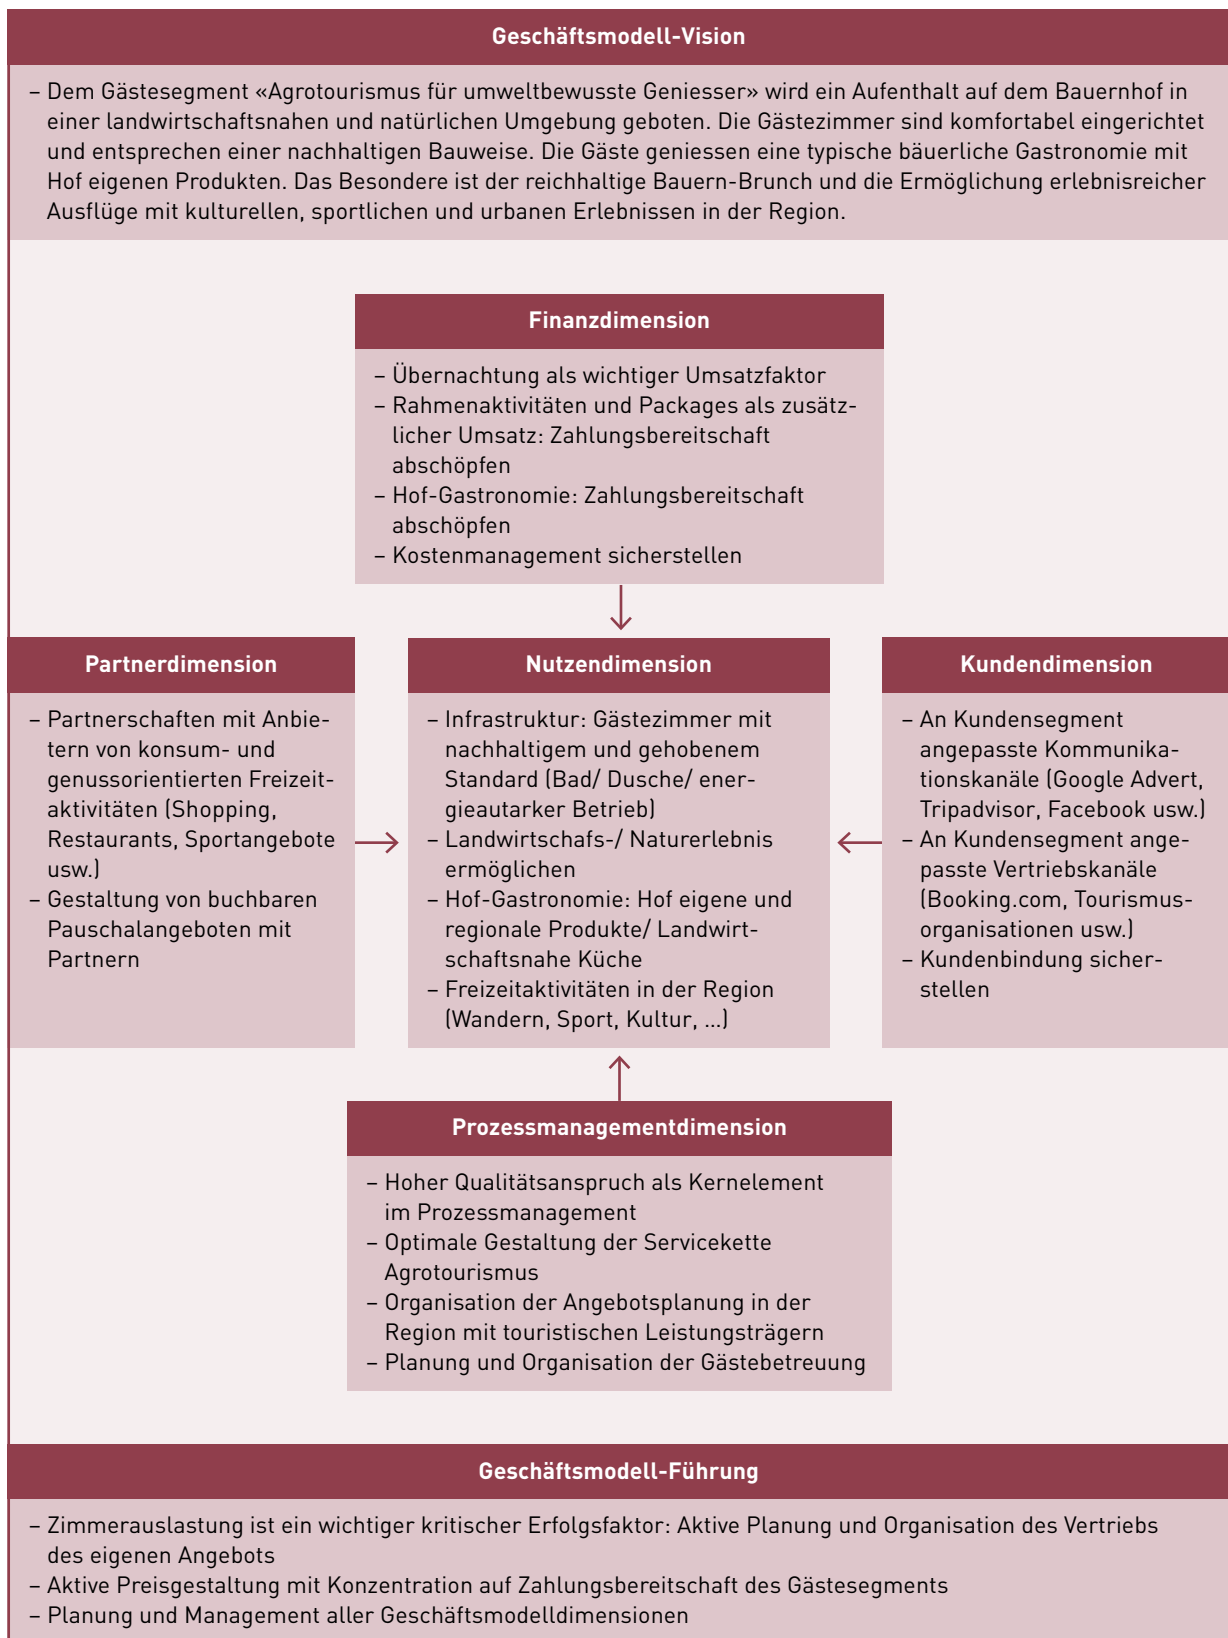 Geschäftsmodell-Vision
– Dem Gästesegment «Agrotourismus für umweltbewusste Geniesser» wird ein Aufenthalt auf dem Bauernhof in
einer landwirtschaftsnahen und natürlichen Umgebung geboten. Die Gästezimmer sind komfortabel eingerichtet
und entsprechen einer nachhaltigen Bauweise. Die Gäste geniessen eine typische bäuerliche Gastronomie mit
Hof eigenen Produkten. Das Besondere ist der reichhaltige Bauern-Brunch und die Ermöglichung erlebnisreicher
Ausflüge mit kulturellen, sportlichen und urbanen Erlebnissen in der Region.
Finanzdimension
– Übernachtung als wichtiger Umsatzfaktor
– Rahmenaktivitäten und Packages als zusätz-
licher Umsatz: Zahlungsbereitschaft
abschöpfen
– Hof-Gastronomie: Zahlungsbereitschaft
abschöpfen
– Kostenmanagement sicherstellen
Partnerdimension
– Partnerschaften mit Anbie-
tern von konsum- und
genussorientierten Freizeit-
aktivitäten (Shopping,
Restaurants, Sportangebote
usw.)
– Gestaltung von buchbaren
Pauschalangeboten mit
Partnern
Nutzendimension
– Infrastruktur: Gästezimmer mit
nachhaltigem und gehobenem
Standard (Bad/ Dusche/ ener-
gieautarker Betrieb)
– Landwirtschafs-/ Naturerlebnis
ermöglichen
– Hof-Gastronomie: Hof eigene und
regionale Produkte/ Landwirt-
schaftsnahe Küche
– Freizeitaktivitäten in der Region
(Wandern, Sport, Kultur, …)
Kundendimension
– An Kundensegment
angepasste Kommunika-
tionskanäle (Google Advert,
Tripadvisor, Facebook usw.)
– An Kundensegment ange-
passte Vertriebskanäle
(Booking.com, Tourismus-
organisationen usw.)
– Kundenbindung sicher-
stellen
Prozessmanagementdimension
– Hoher Qualitätsanspruch als Kernelement
im Prozessmanagement
– Optimale Gestaltung der Servicekette
Agrotourismus
– Organisation der Angebotsplanung in der
Region mit touristischen Leistungsträgern
– Planung und Organisation der Gästebetreuung
Geschäftsmodell-Führung
– Zimmerauslastung ist ein wichtiger kritischer Erfolgsfaktor: Aktive Planung und Organisation des Vertriebs
des eigenen Angebots
– Aktive Preisgestaltung mit Konzentration auf Zahlungsbereitschaft des Gästesegments
– Planung und Management aller Geschäftsmodelldimensionen